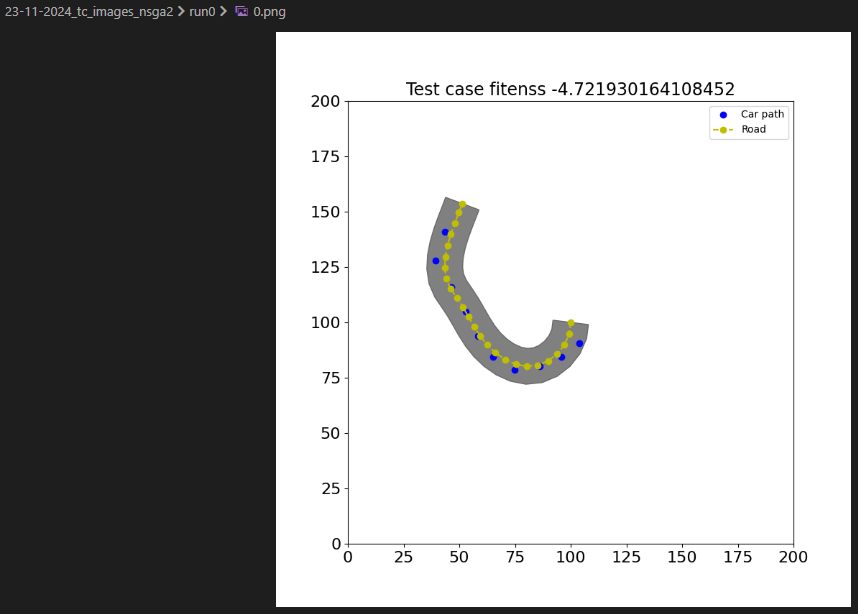 23-11-2024_tc_images_nsga2 > run0 > 0.png
Test case fitenss -4.721930164108452
Car path
Road
200
175
150
125
100
75
50
25
0
0 25 50 75 100 125 150 175 200